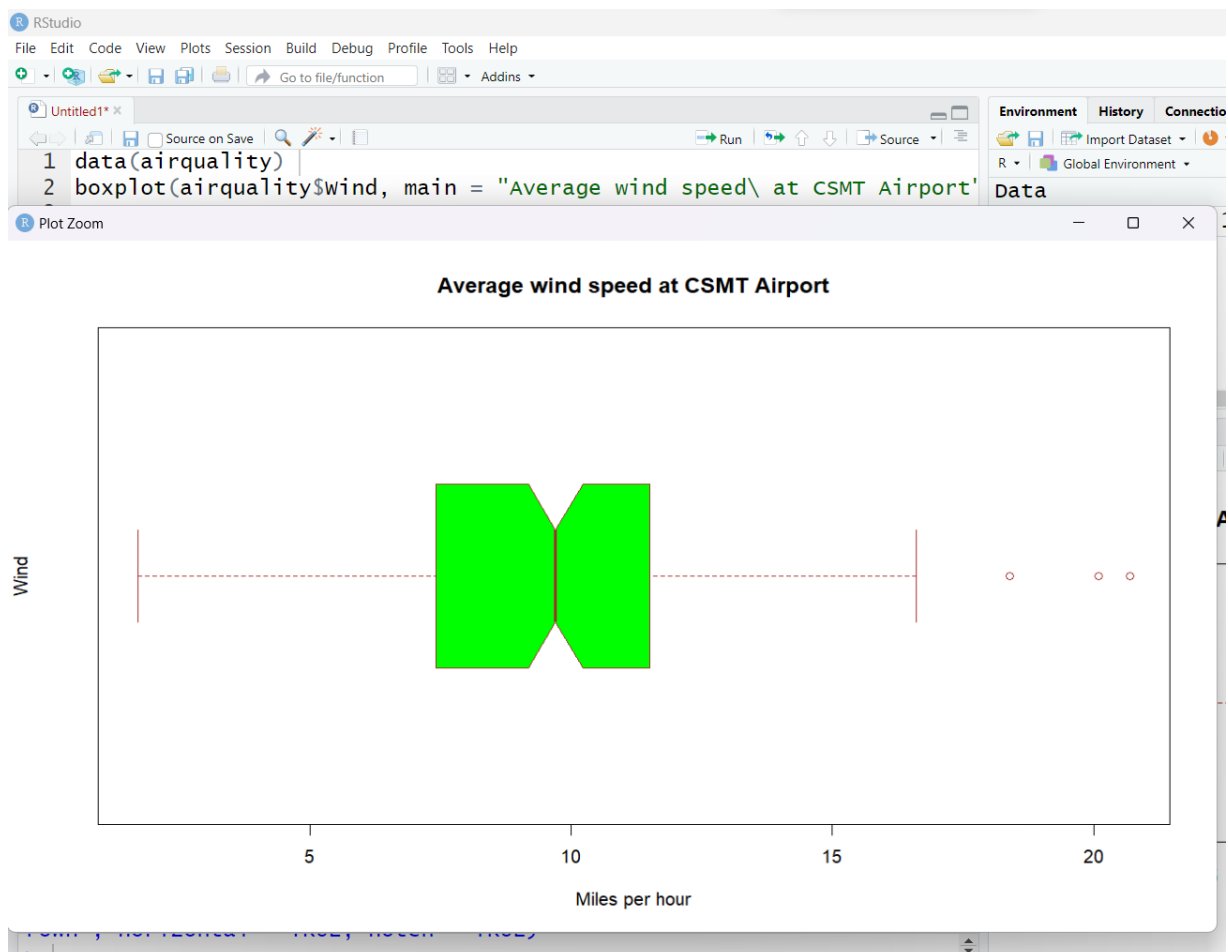 RStudio
File Edit Code View Plots Session Build Debug Profile Tools Help
Go to file/function Addins
Untitled1*
Source on Save Run Source
1 data(airquality)
2 boxplot(airquality$Wind, main = "Average wind speed\ at CSMT Airport"
Environment History Connectio
Import Dataset
R Global Environment
Data
Plot Zoom
Average wind speed at CSMT Airport
Wind
5 10 15 20
Miles per hour